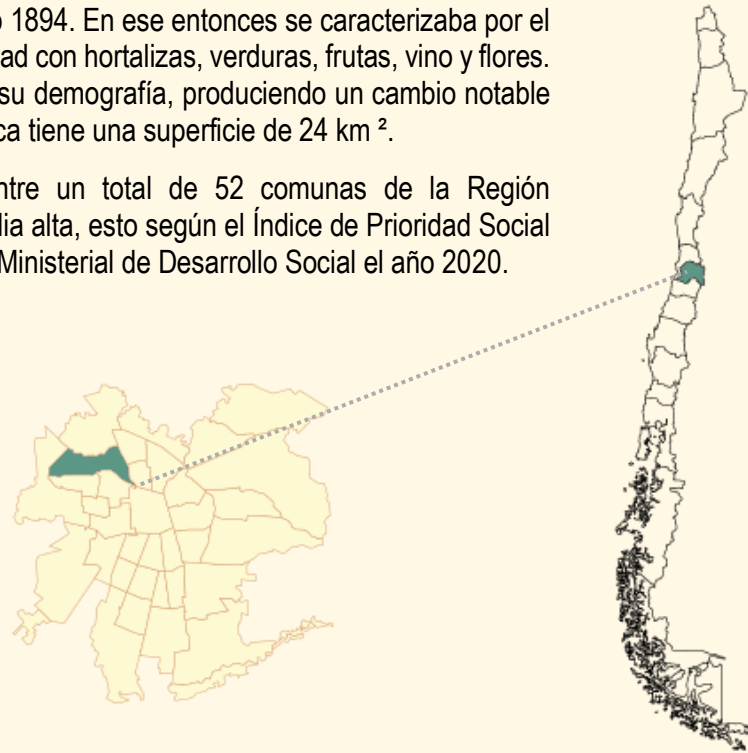 o 1894. En ese entonces se caracterizaba por el
ad con hortalizas, verduras, frutas, vino y flores.
su demografía, produciendo un cambio notable
ca tiene una superficie de 24 km ².
ntre un total de 52 comunas de la Región
lia alta, esto según el Índice de Prioridad Social
Ministerial de Desarrollo Social el año 2020.